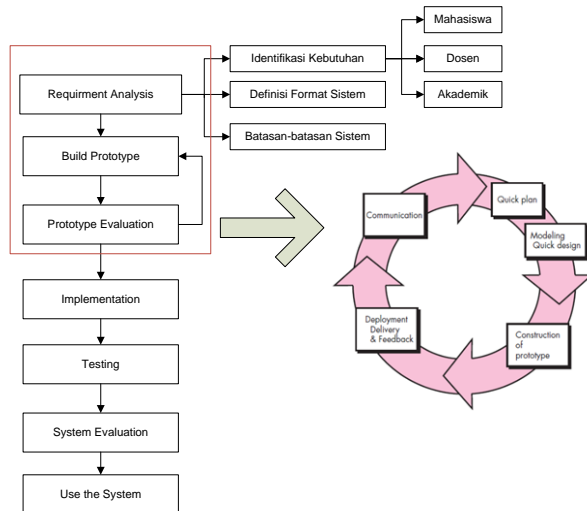 Mahasiswa
Identifikasi Kebutuhan
Dosen
Requirment Analysis
Definisi Format Sistem
Akademik
Batasan-batasan Sistem
Build Prototype
Prototype Evaluation
Implementation
Testing
System Evaluation
Use the System
Communication
Quick plan
Modeling
Quick design
Construction
of
prototype
Deployment
Delivery
& Feedback